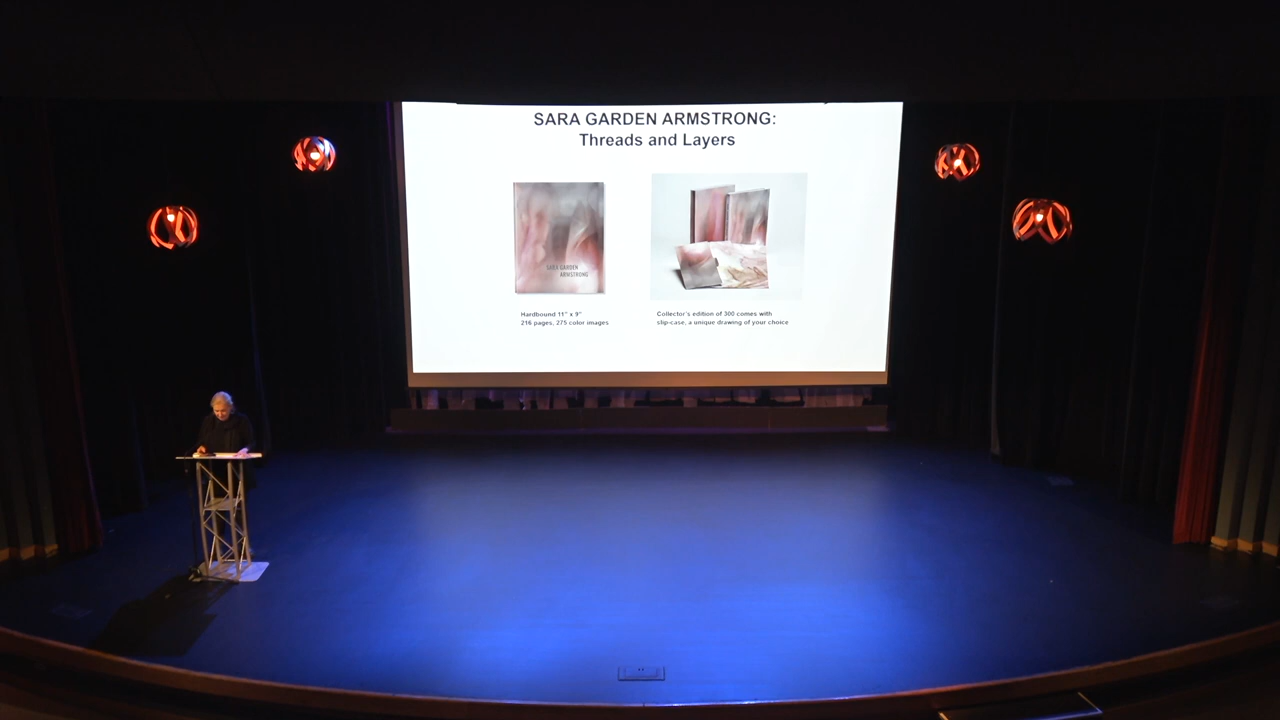 SARA GARDEN ARMSTRONG:
Threads and Layers
SARA GARDEN
ARMSTRONG
Hardbound 11" x 9"
216 pages, 275 color images
Collector's edition of 300 comes with
slip-case, a unique drawing of your choice